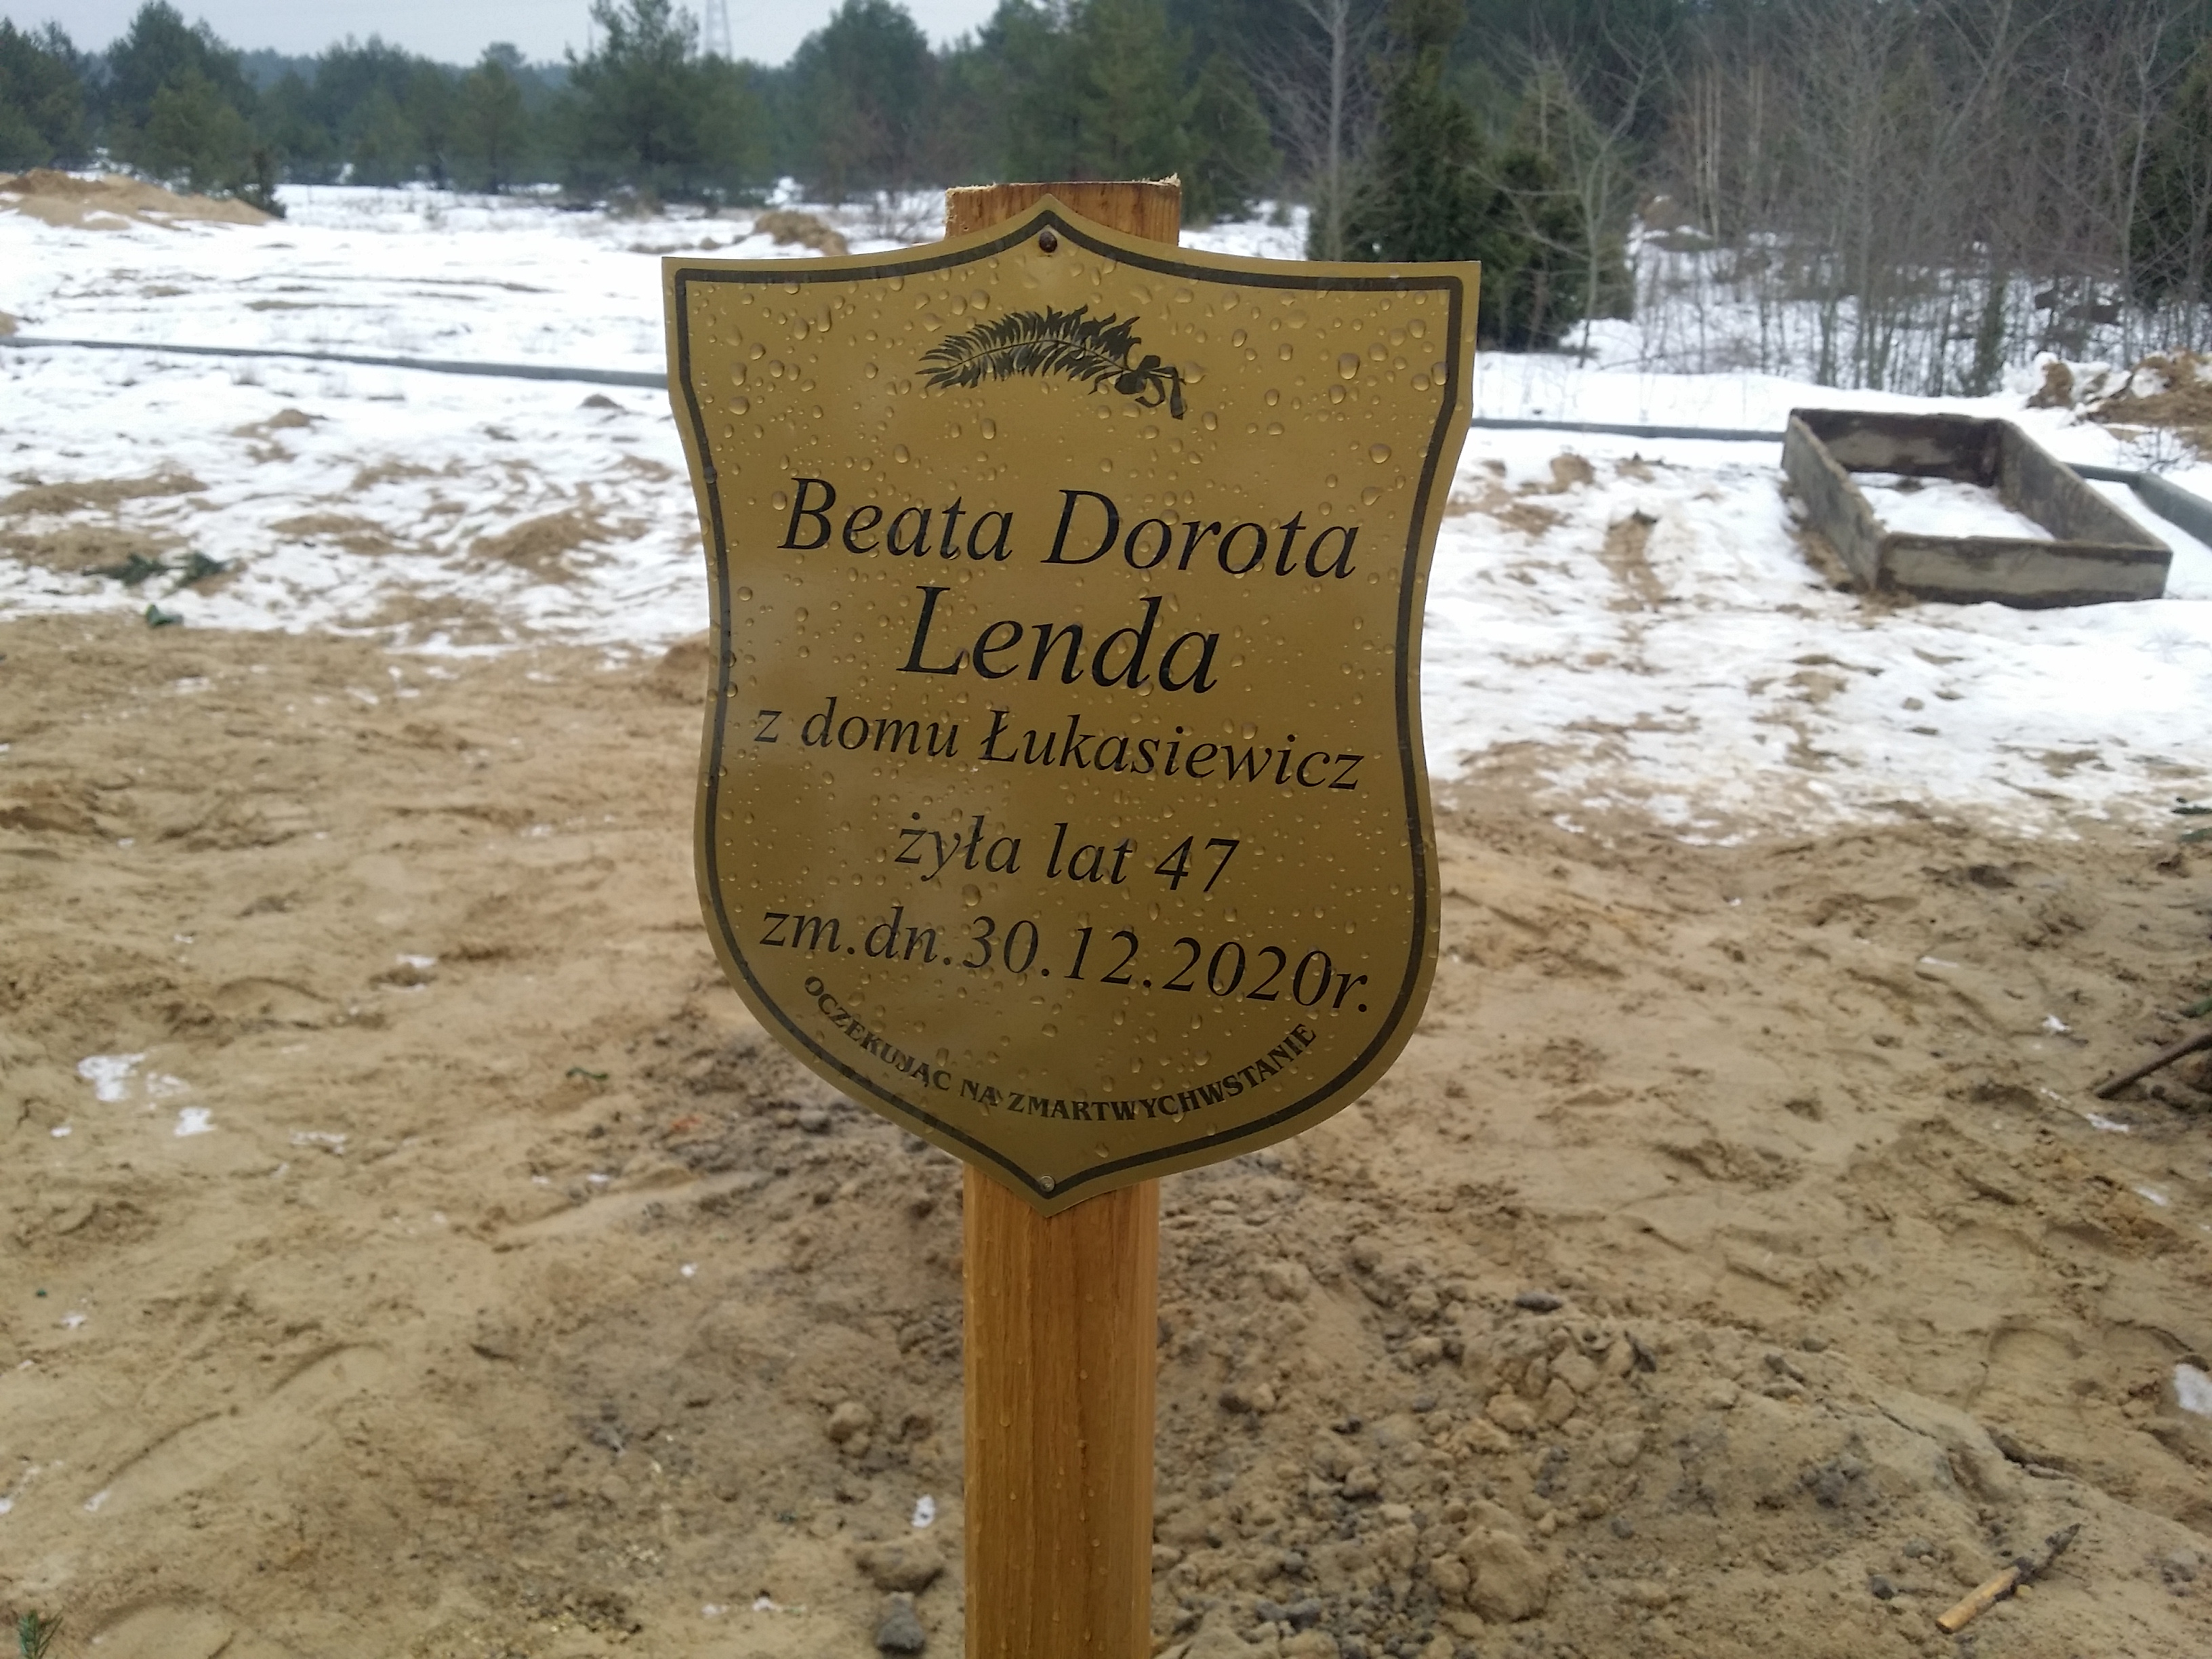 Beata Dorota
Lenda
z domu Łukasiewicz
żyła lat 47
zm.dn.30.12.2020r.
OCZEKUJĄC NA ZMARTWYCHWSTANIE